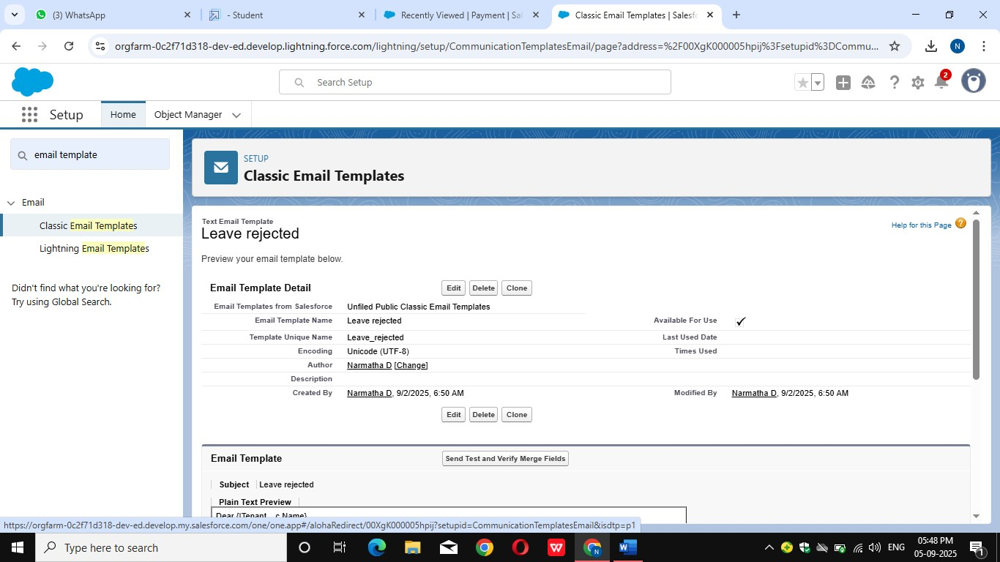 (3) WhatsApp
- Student
Recently Viewed | Payment | Sal
Classic Email Templates | Salesfo
orgfarm-0c2f71d318-dev-ed.develop.lightning.force.com/lightning/setup/CommunicationTemplatesEmail/page?address=%2F00XgK000005hpij%3Fsetupid%3DCommu...
N
Search Setup
2
Setup
Home
Object Manager
email template
Email
Classic Email Templates
Lightning Email Templates
Didn't find what you're looking for?
Try using Global Search.
SETUP
Classic Email Templates
Text Email Template
Leave rejected
Help for this Page
Preview your email template below.
Email Template Detail
Edit Delete Clone
Email Templates from Salesforce Unfiled Public Classic Email Templates
Email Template Name Leave rejected Available For Use
Template Unique Name Leave_rejected Last Used Date
Encoding Unicode (UTF-8) Times Used
Author Narmatha D [Change]
Description
Created By Narmatha D, 9/2/2025, 6:50 AM Modified By Narmatha D, 9/2/2025, 6:50 AM
Edit Delete Clone
Email Template Send Test and Verify Merge Fields
Subject Leave rejected
Plain Text Preview
Dear {!Tenant__c.Name},
https://orgfarm-0c2f71d318-dev-ed.develop.my.salesforce.com/one/one.app#/alohaRedirect/00XgK000005hpij?setupid=CommunicationTemplatesEmail&isdtp=p1
Type here to search
ENG
05:48 PM
05-09-2025
1